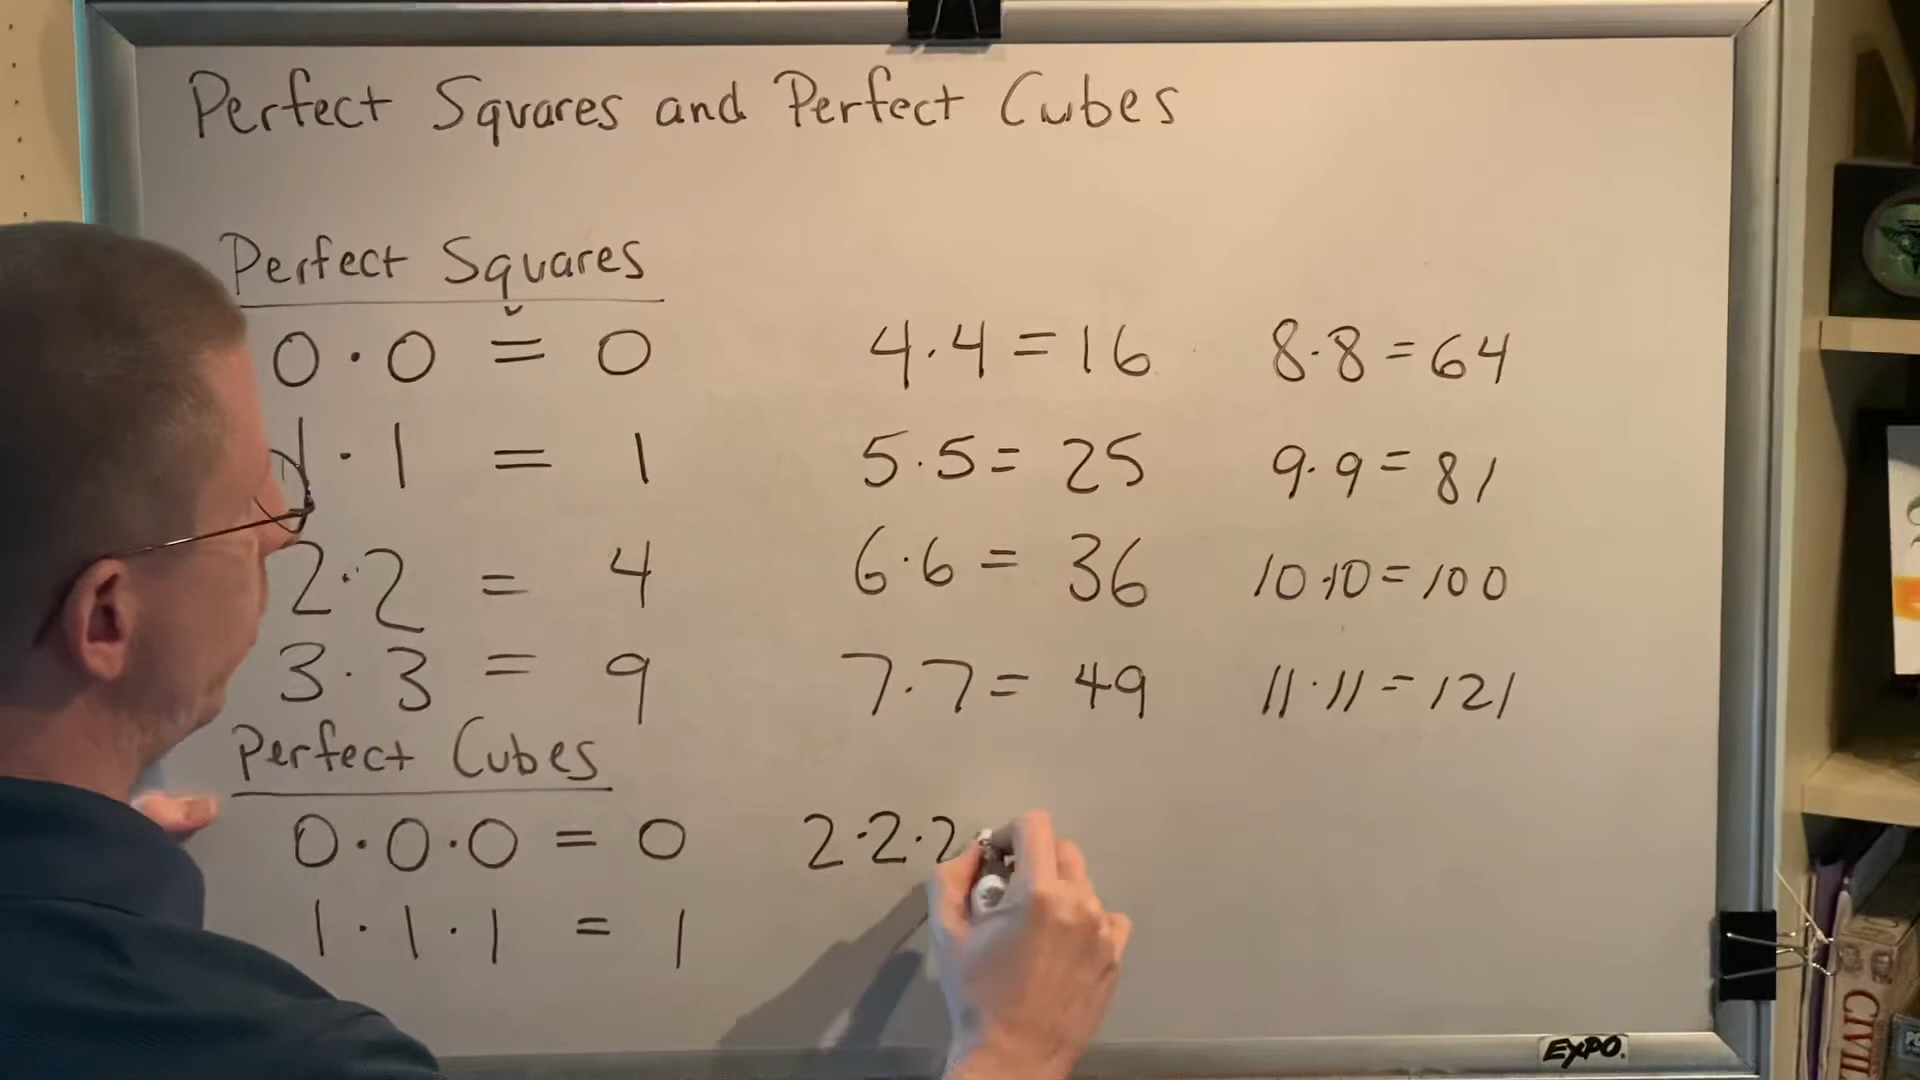 Perfect Squares and Perfect Cubes
Perfect Squares
0·0 = 0
1·1 = 1
2·2 = 4
3·3 = 9
4·4 = 16
5·5 = 25
6·6 = 36
7·7 = 49
8·8 = 64
9·9 = 81
10·10 = 100
11·11 = 121
Perfect Cubes
0·0·0 = 0
1·1·1 = 1
2·2·2
EXPO.